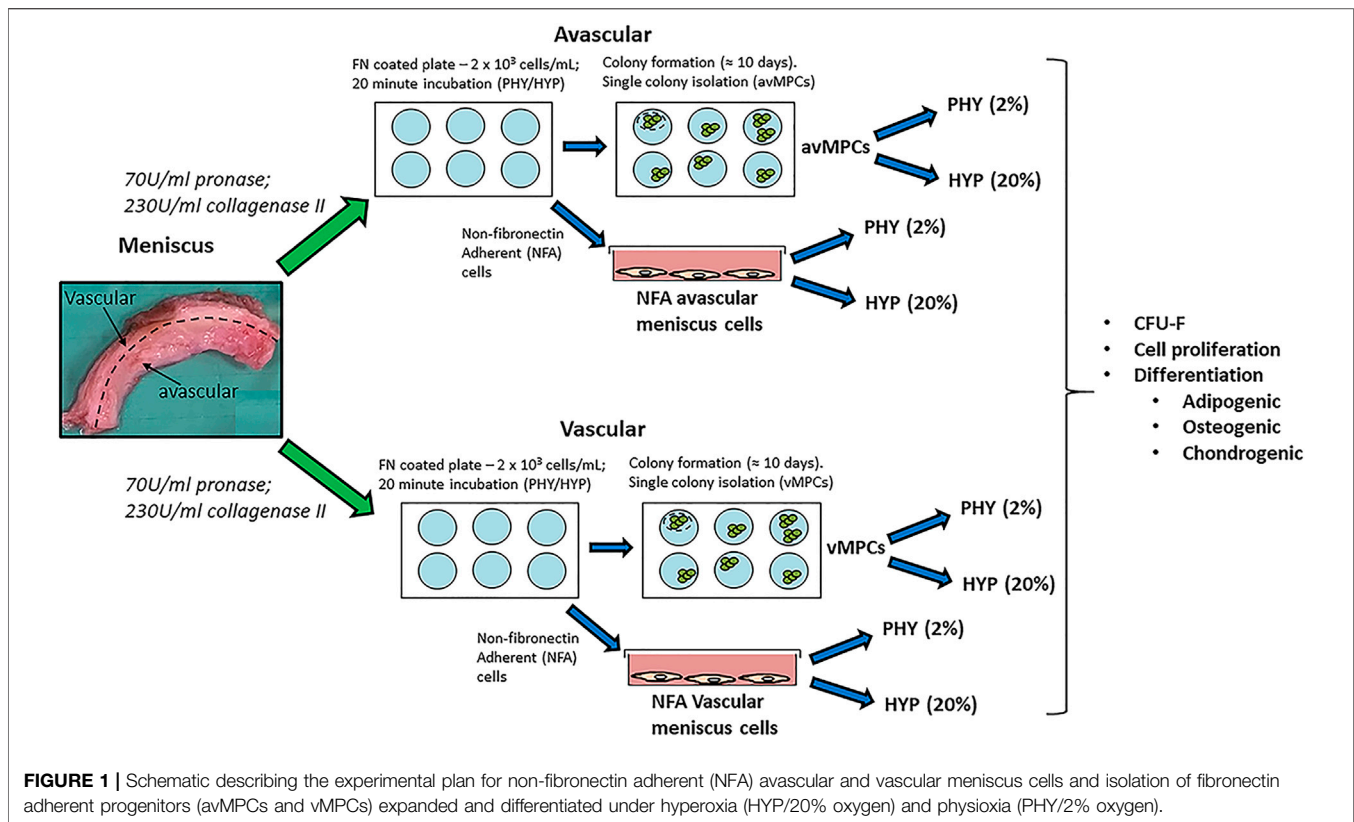 Avascular
FN coated plate – 2 x 10³ cells/mL;
20 minute incubation (PHY/HYP)
Colony formation (≈ 10 days).
Single colony isolation (avMPCs)
70U/ml pronase;
230U/ml collagenase II
avMPCs
PHY (2%)
HYP (20%)
Non-fibronectin
Adherent (NFA)
cells
NFA avascular
meniscus cells
PHY (2%)
HYP (20%)
Meniscus
Vascular
avascular
Vascular
70U/ml pronase;
230U/ml collagenase II
FN coated plate – 2 x 10³ cells/mL;
20 minute incubation (PHY/HYP)
Colony formation (≈ 10 days).
Single colony isolation (vMPCs)
vMPCs
PHY (2%)
HYP (20%)
Non-fibronectin
Adherent (NFA)
cells
NFA Vascular
meniscus cells
PHY (2%)
HYP (20%)
• CFU-F
• Cell proliferation
• Differentiation
• Adipogenic
• Osteogenic
• Chondrogenic
FIGURE 1 | Schematic describing the experimental plan for non-fibronectin adherent (NFA) avascular and vascular meniscus cells and isolation of fibronectin
adherent progenitors (avMPCs and vMPCs) expanded and differentiated under hyperoxia (HYP/20% oxygen) and physioxia (PHY/2% oxygen).